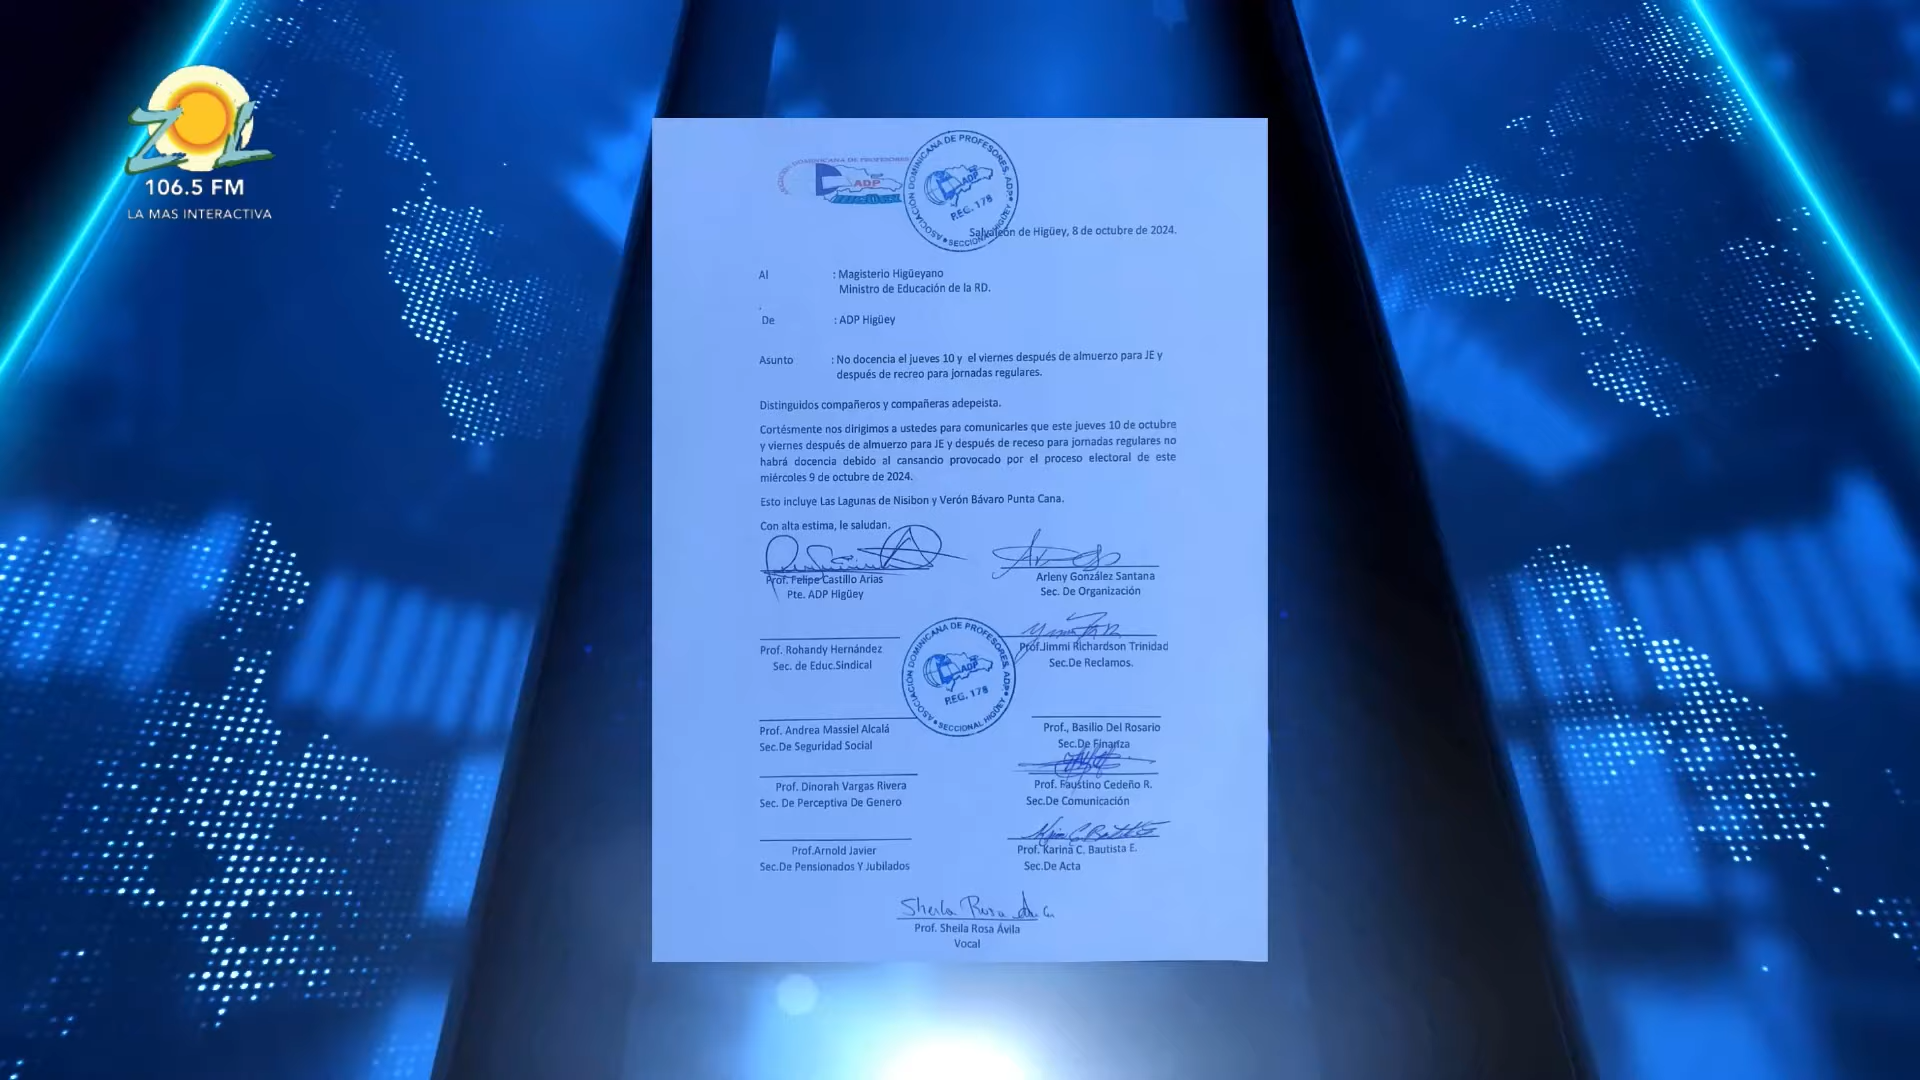 ZOL
106.5 FM
LA MAS INTERACTIVA
ASOCIACIÓN DOMINICANA DE PROFESORES, ADP
ADP
REG. 178
SECCIONAL HIGÜEY
Salvaleón de Higüey, 8 de octubre de 2024.
Al : Magisterio Higüeyano
Ministro de Educación de la RD.
.
De : ADP Higüey
Asunto : No docencia el jueves 10 y el viernes después de almuerzo para JE y
después de recreo para jornadas regulares.
Distinguidos compañeros y compañeras adepeista.
Cortésmente nos dirigimos a ustedes para comunicarles que este jueves 10 de octubre
y viernes después de almuerzo para JE y después de receso para jornadas regulares no
habrá docencia debido al cansancio provocado por el proceso electoral de este
miércoles 9 de octubre de 2024.
Esto incluye Las Lagunas de Nisibon y Verón Bávaro Punta Cana.
Con alta estima, le saludan.
Prof. Felipe Castillo Arias
Pte. ADP Higüey
Arleny González Santana
Sec. De Organización
Prof. Rohandy Hernández
Sec. de Educ.Sindical
ASOCIACIÓN DOMINICANA DE PROFESORES, ADP
ADP
REG. 178
SECCIONAL HIGÜEY
Prof.Jimmi Richardson Trinidad
Sec.De Reclamos.
Prof. Andrea Massiel Alcalá
Sec.De Seguridad Social
Prof., Basilio Del Rosario
Sec.De Finanza
Prof. Dinorah Vargas Rivera
Sec. De Perceptiva De Genero
Prof. Faustino Cedeño R.
Sec.De Comunicación
Prof.Arnold Javier
Sec.De Pensionados Y Jubilados
Prof. Karina C. Bautista E.
Sec.De Acta
Sheila Rosa
Prof. Sheila Rosa Ávila
Vocal